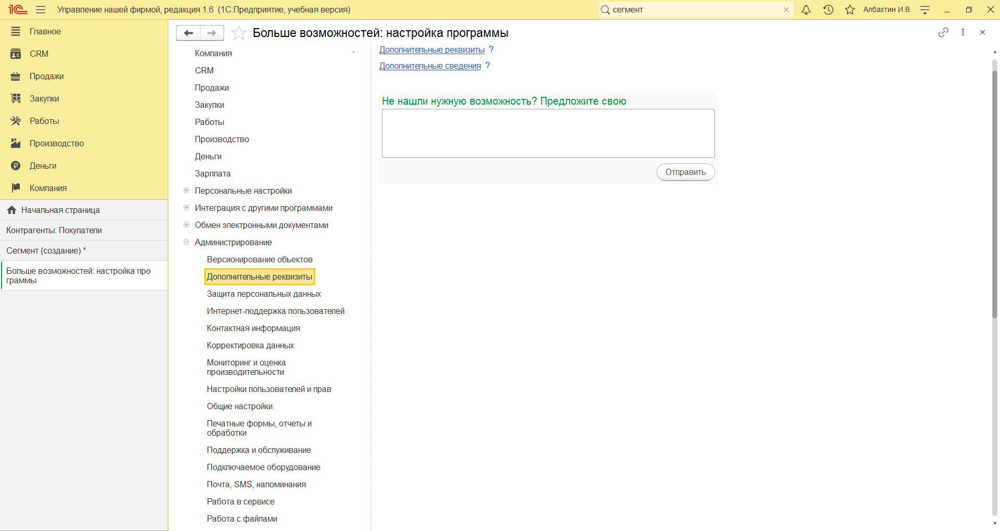 1С Управление нашей фирмой, редакция 1.6 (1С:Предприятие, учебная версия)
сегмент
Албахтин И.В.
Главное
CRM
Продажи
Закупки
Работы
Производство
Деньги
Компания
Начальная страница
Контрагенты: Покупатели
Сегмент (создание) *
Больше возможностей: настройка про
граммы
Больше возможностей: настройка программы
Компания
CRM
Продажи
Закупки
Работы
Производство
Деньги
Зарплата
Персональные настройки
Интеграция с другими программами
Обмен электронными документами
Администрирование
Версионирование объектов
Дополнительные реквизиты
Защита персональных данных
Интернет-поддержка пользователей
Контактная информация
Корректировка данных
Мониторинг и оценка
производительности
Настройки пользователей и прав
Общие настройки
Печатные формы, отчеты и
обработки
Поддержка и обслуживание
Подключаемое оборудование
Почта, SMS, напоминания
Работа в сервисе
Работа с файлами
Дополнительные реквизиты ?
Дополнительные сведения ?
Не нашли нужную возможность? Предложите свою
Отправить